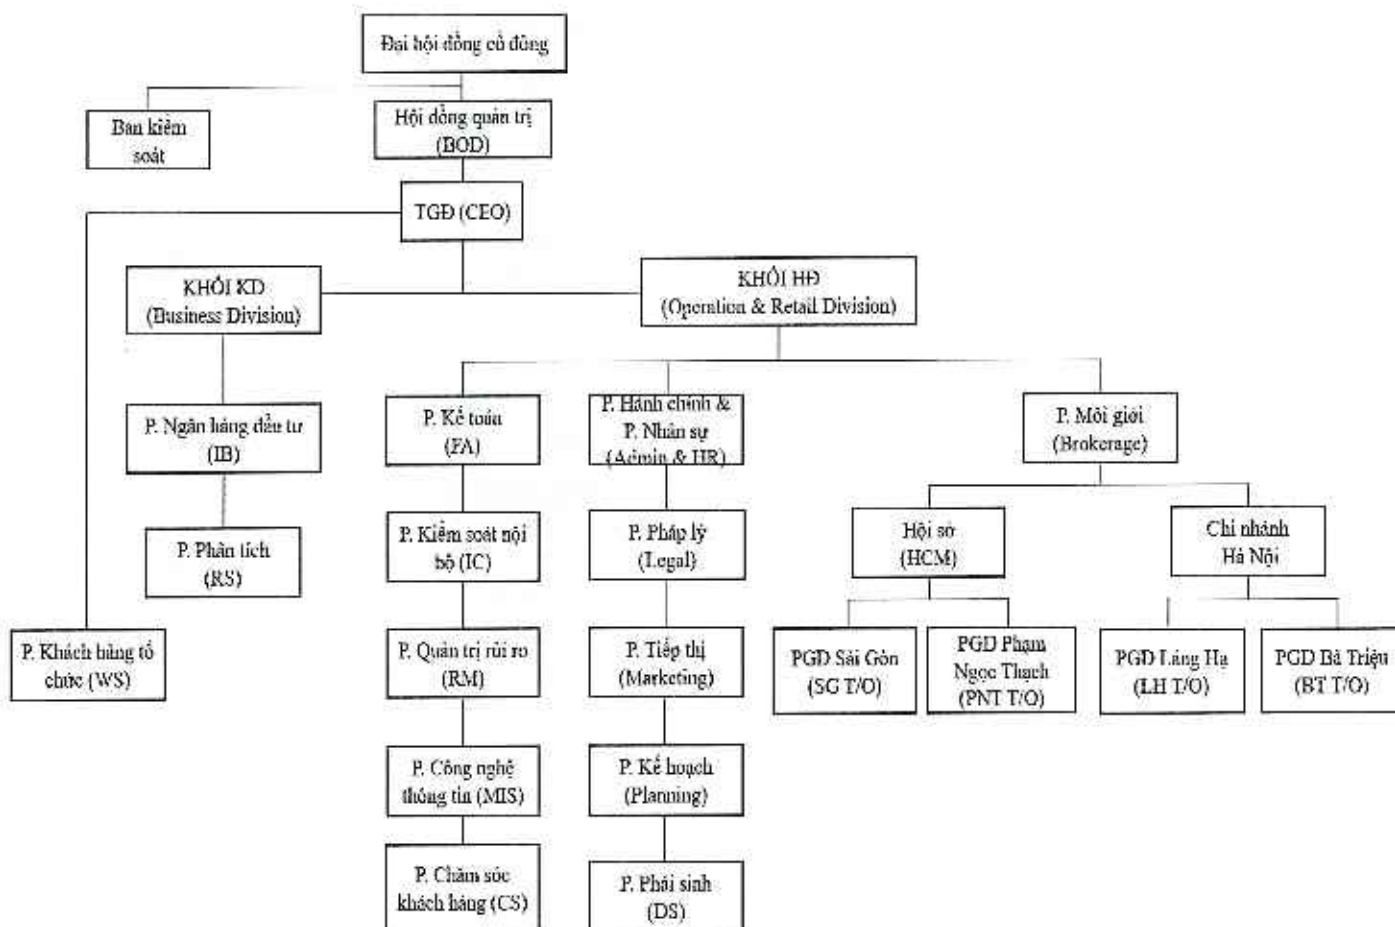 Đại hội đồng cổ đông
Ban kiểm
soát
Hội đồng quản trị
(BOD)
TGĐ (CEO)
KHỐI KD
(Business Division)
KHỐI HĐ
(Operation & Retail Division)
P. Ngân hàng đầu tư
(IB)
P. Kế toán
(FA)
P. Hành chính &
P. Nhân sự
(Admin & HR)
P. Môi giới
(Brokerage)
P. Phân tích
(RS)
P. Kiểm soát nội
bộ (IC)
P. Pháp lý
(Legal)
Hội sở
(HCM)
Chi nhánh
Hà Nội
P. Khách hàng tổ
chức (WS)
P. Quản trị rủi ro
(RM)
P. Tiếp thị
(Marketing)
PGD Sài Gòn
(SG T/O)
PGD Phạm
Ngọc Thạch
(PNT T/O)
PGD Láng Hạ
(LH T/O)
PGD Bà Triệu
(BT T/O)
P. Công nghệ
thông tin (MIS)
P. Kế hoạch
(Planning)
P. Chăm sóc
khách hàng (CS)
P. Phái sinh
(DS)